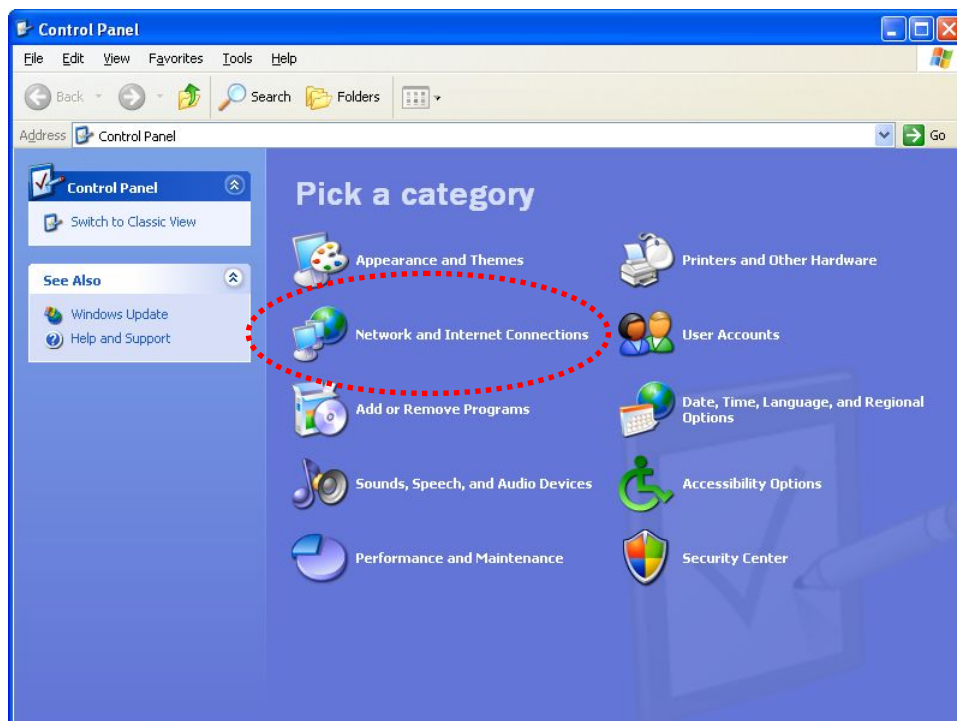 Control Panel
File Edit View Favorites Tools Help
Back Search Folders
Address Control Panel Go
Control Panel
Switch to Classic View
See Also
Windows Update
Help and Support
Pick a category
Appearance and Themes
Printers and Other Hardware
Network and Internet Connections
User Accounts
Add or Remove Programs
Date, Time, Language, and Regional
Options
Sounds, Speech, and Audio Devices
Accessibility Options
Performance and Maintenance
Security Center